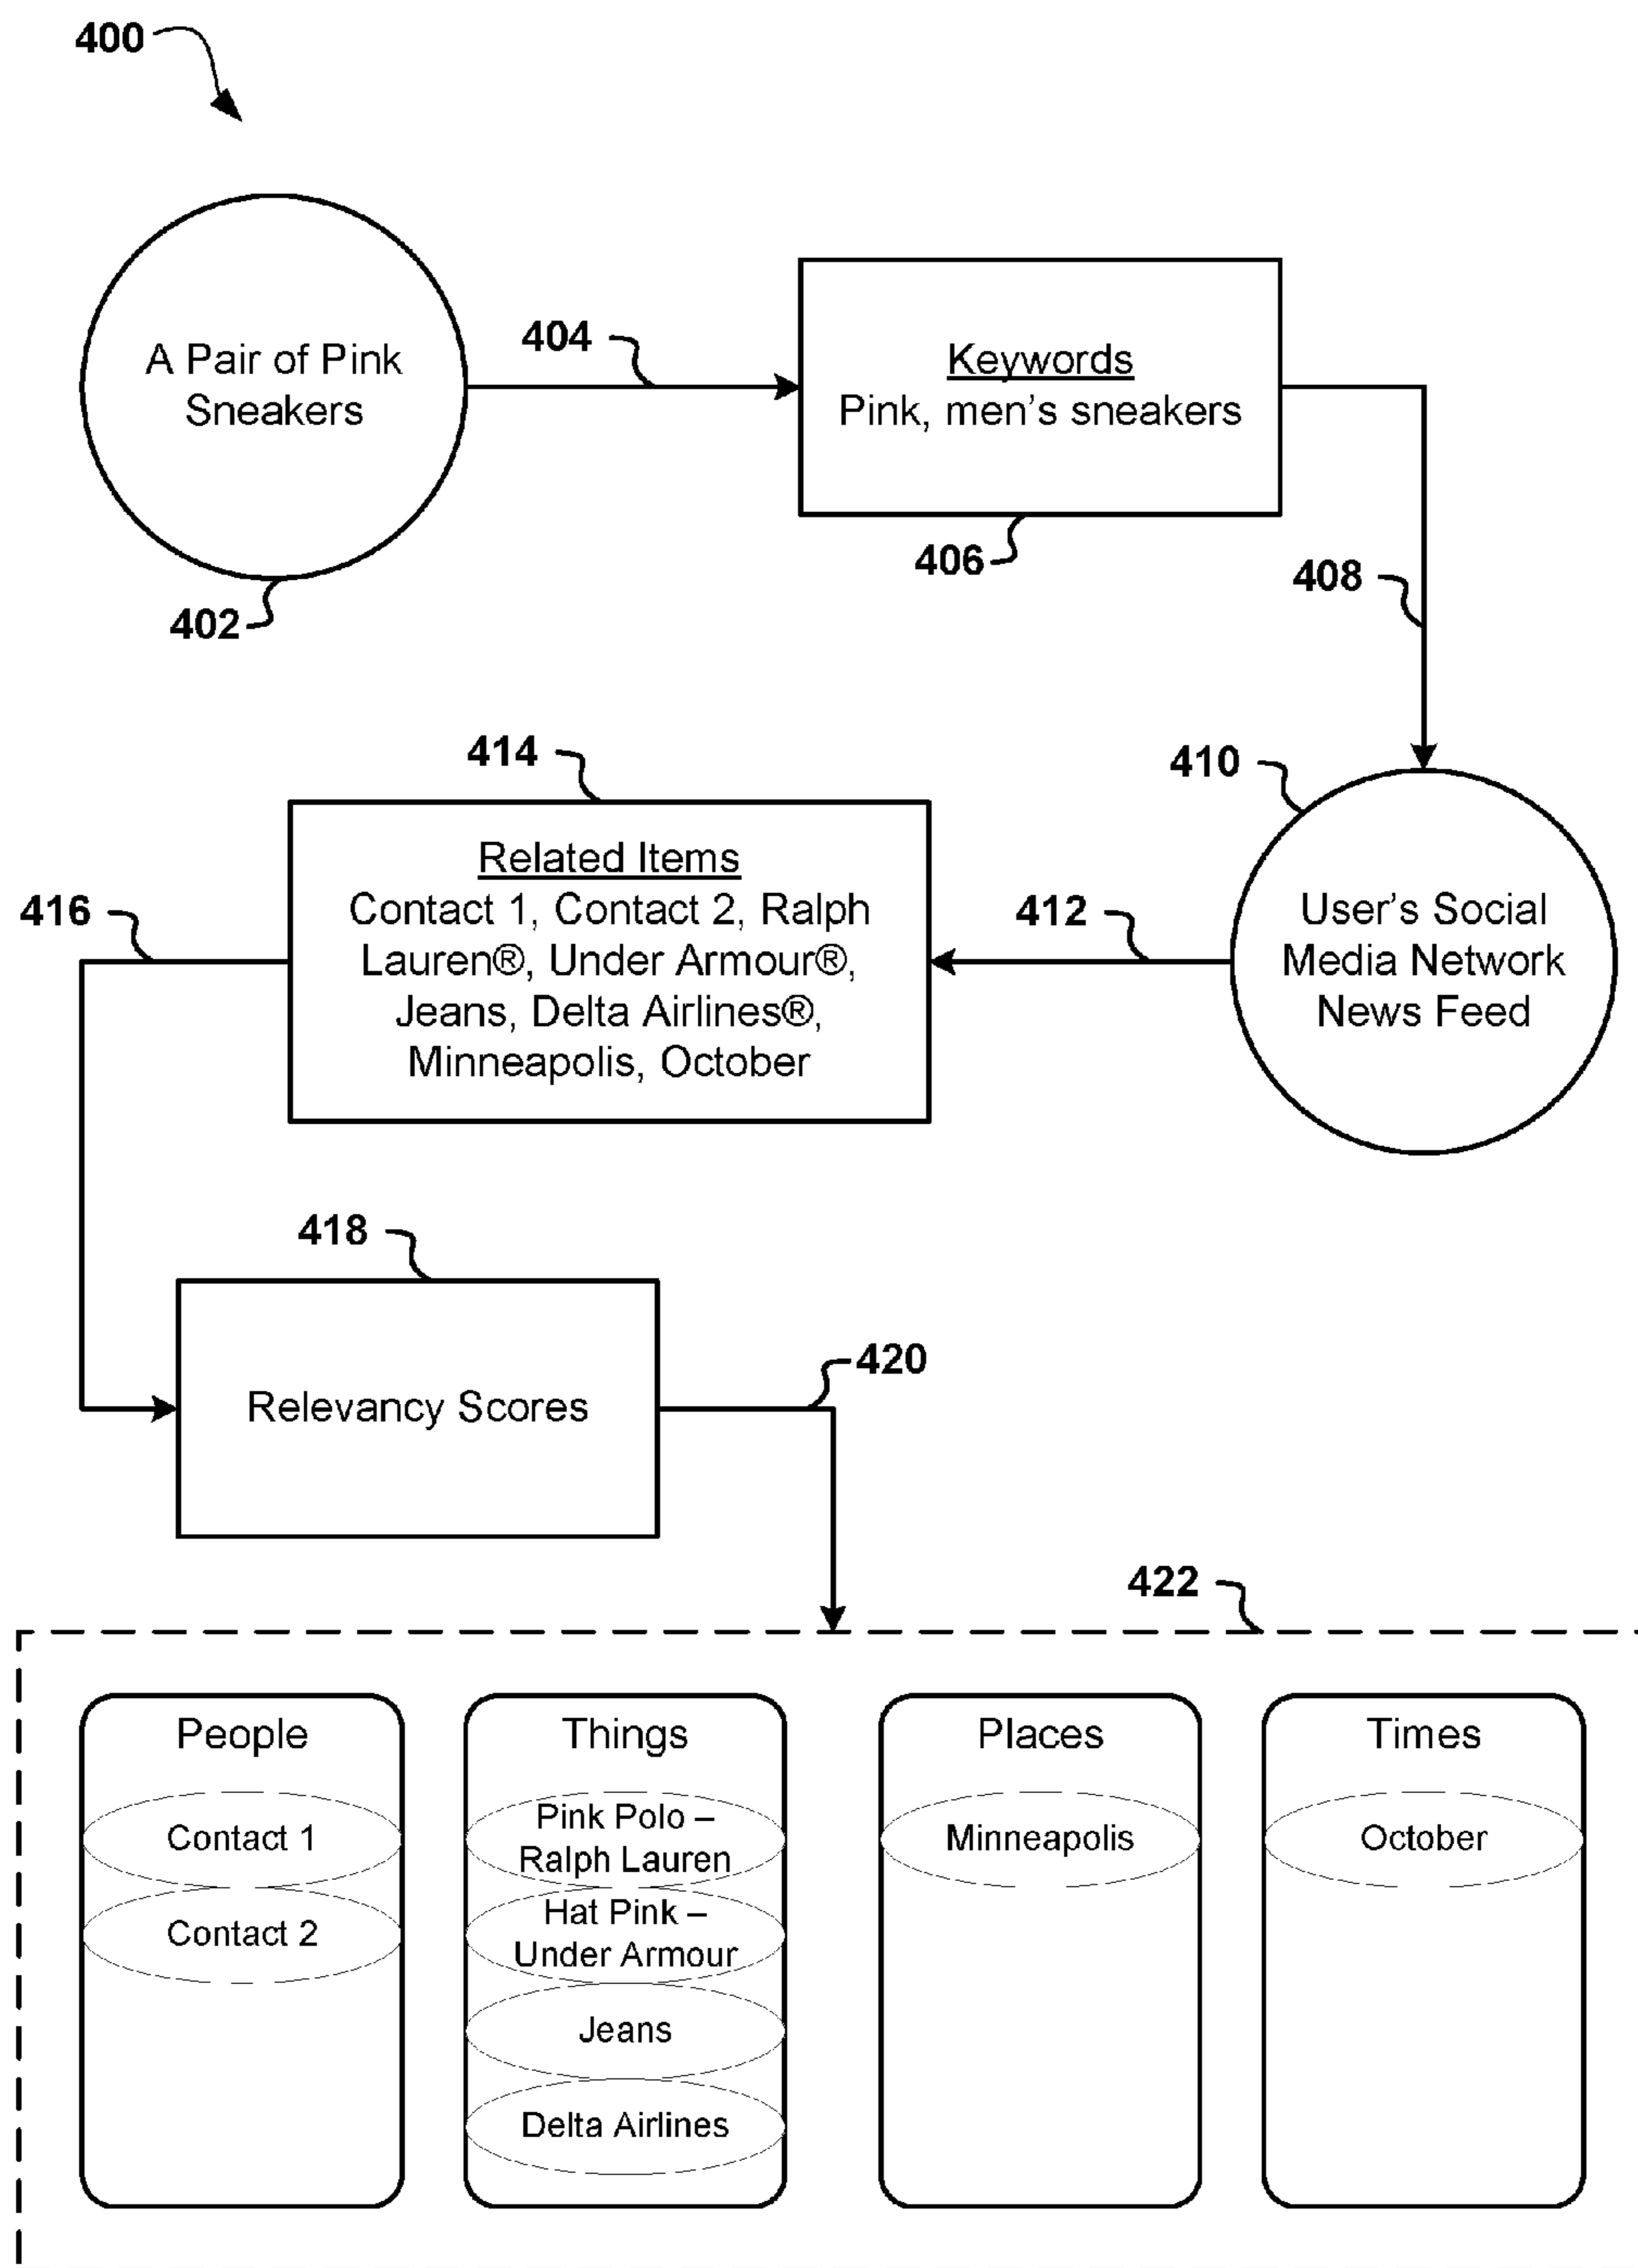 400
A Pair of Pink
Sneakers
402
404
Keywords
Pink, men's sneakers
406
408
410
User's Social
Media Network
News Feed
412
414
Related Items
Contact 1, Contact 2, Ralph
Lauren®, Under Armour®,
Jeans, Delta Airlines®,
Minneapolis, October
416
418
Relevancy Scores
420
422
People
Contact 1
Contact 2
Things
Pink Polo –
Ralph Lauren
Hat Pink –
Under Armour
Jeans
Delta Airlines
Places
Minneapolis
Times
October